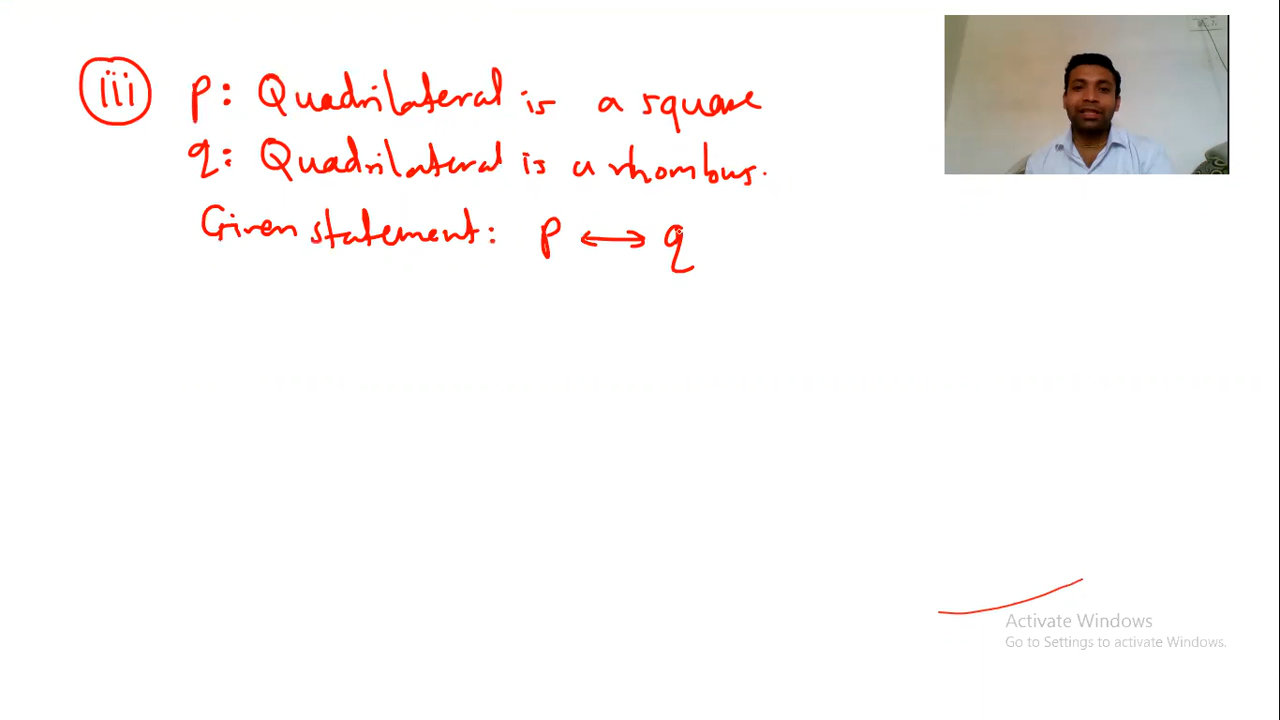 iii p: Quadrilateral is a square
q: Quadrilateral is a rhombus.
Given statement: p ↔ q
Activate Windows
Go to Settings to activate Windows.